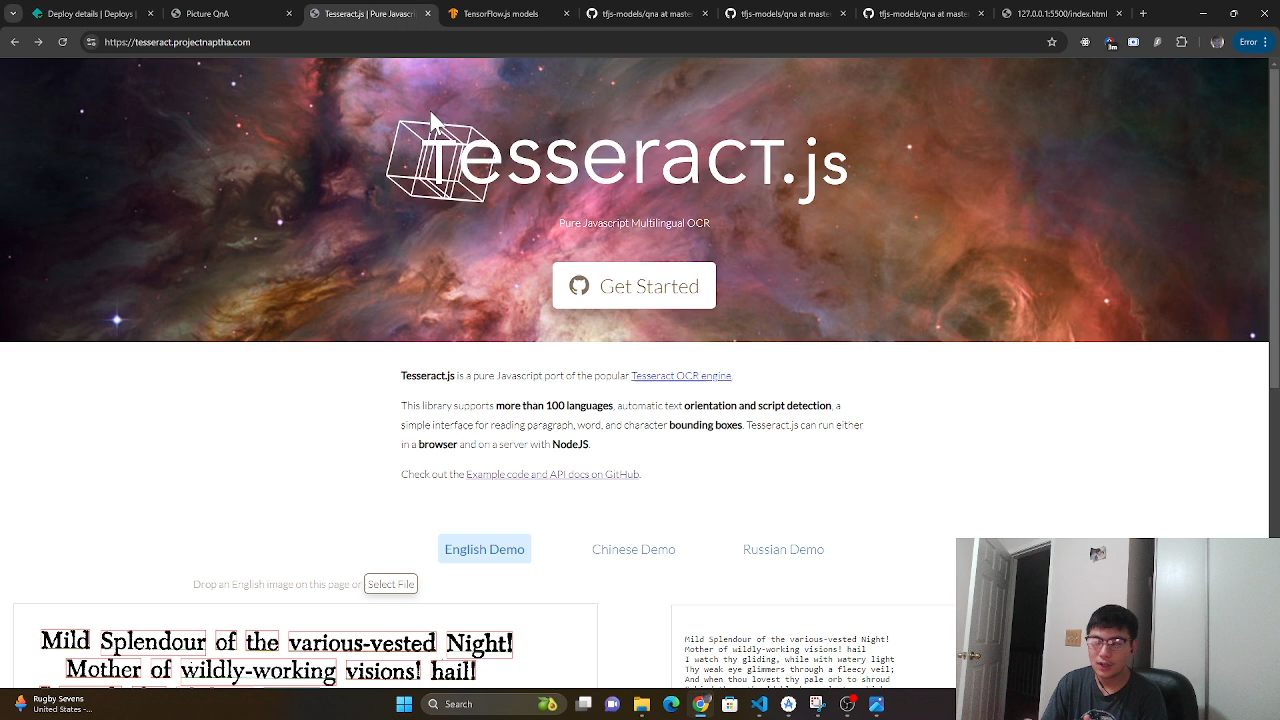 Deploy details | Deploys |
Picture QnA
Tesseract.js | Pure Javascrip
TensorFlow.js models
tfjs-models/qna at master
tfjs-models/qna at master
tfjs-models/qna at master
127.0.0.1:5500/index.html
https://tesseract.projectnaptha.com
3m
Error
Tesseract.js
Pure Javascript Multilingual OCR
Get Started
Tesseract.js is a pure Javascript port of the popular Tesseract OCR engine.
This library supports more than 100 languages, automatic text orientation and script detection, a
simple interface for reading paragraph, word, and character bounding boxes. Tesseract.js can run either
in a browser and on a server with NodeJS.
Check out the Example code and API docs on GitHub.
English Demo
Chinese Demo
Russian Demo
Drop an English image on this page or Select File
Mild Splendour of the various-vested Night!
Mother of wildly-working visions! hail!
Mild Splendour of the various-vested Night!
Mother of wildly-working visions! hail
I watch thy gliding, while with watery light
Thy weak eye glimmers through a fleecy veil;
And when thou lovest thy pale orb to shroud
Rugby Sevens
United States - ...
Search